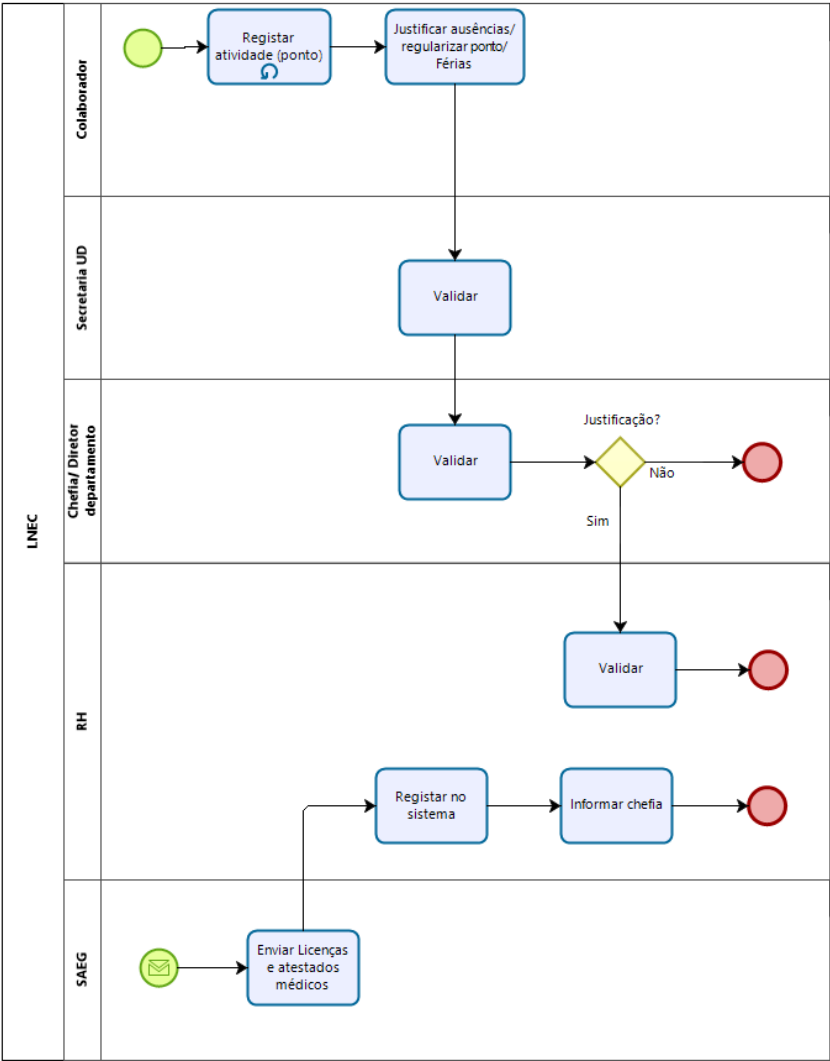 LNEC
Colaborador
Registar
atividade (ponto)
Justificar ausências/
regularizar ponto/
Férias
Secretaria UD
Validar
Chefia/ Diretor
departamento
Validar
Justificação?
Não
Sim
RH
Validar
Registar no
sistema
Informar chefia
SAEG
Enviar Licenças
e atestados
médicos